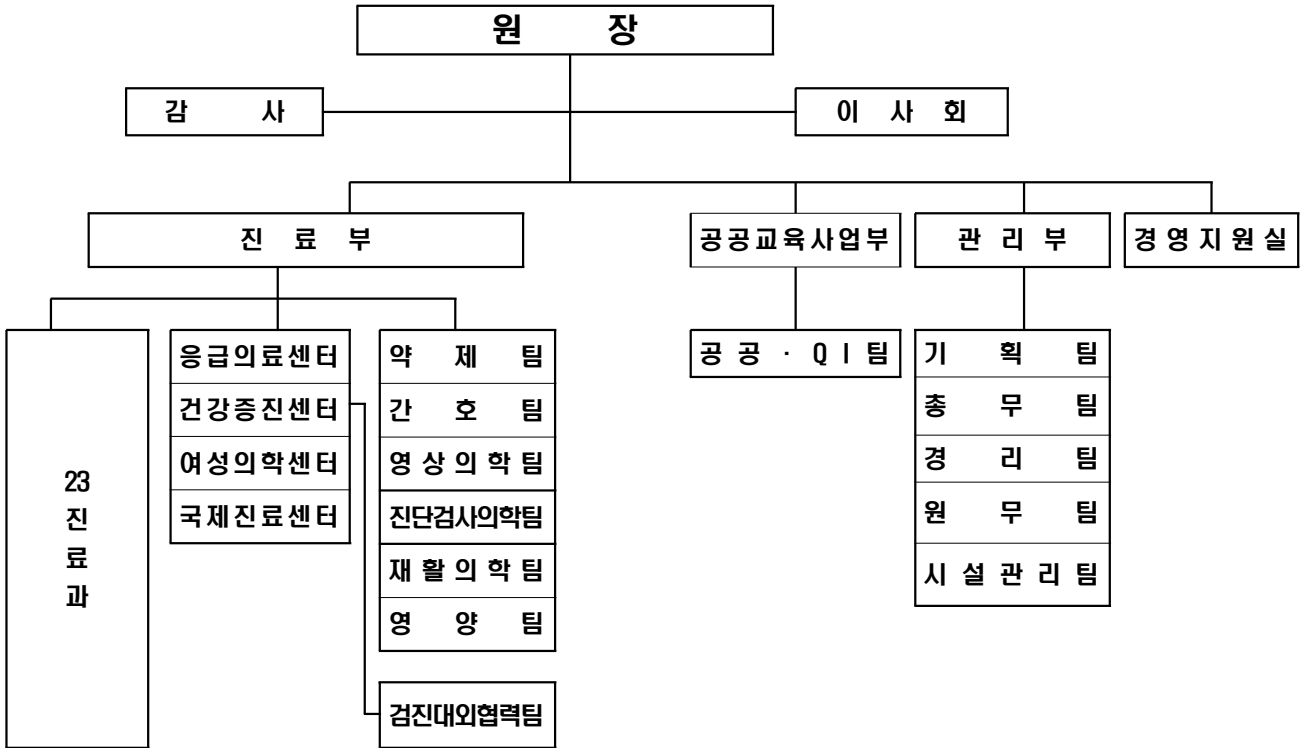 원 장
감 사
이 사 회
진 료 부
공공교육사업부
관 리 부
경영지원실
23
진
료
과
응급의료센터
건강증진센터
여성의학센터
국제진료센터
약 제 팀
간 호 팀
영상의학팀
진단검사의학팀
재활의학팀
영 양 팀
검진대외협력팀
공공·QI팀
기 획 팀
총 무 팀
경 리 팀
원 무 팀
시설관리팀